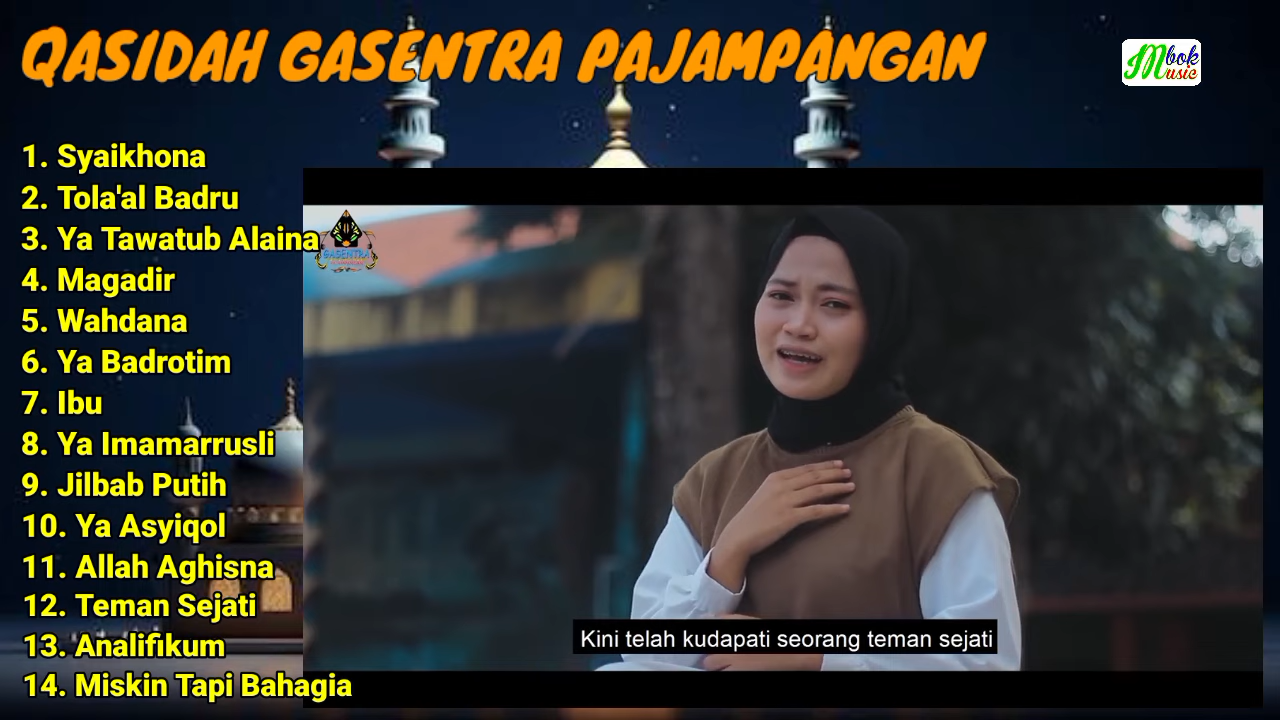 QASIDAH GASENTRA PAJAMPANGAN
Mbok
Music
1. Syaikhona
2. Tola'al Badru
3. Ya Tawatub Alaina
GASENTRA
4. Magadir
5. Wahdana
6. Ya Badrotim
7. Ibu
8. Ya Imamarrusli
9. Jilbab Putih
10. Ya Asyiqol
11. Allah Aghisna
12. Teman Sejati
13. Analifikum
14. Miskin Tapi Bahagia
Kini telah kudapati seorang teman sejati